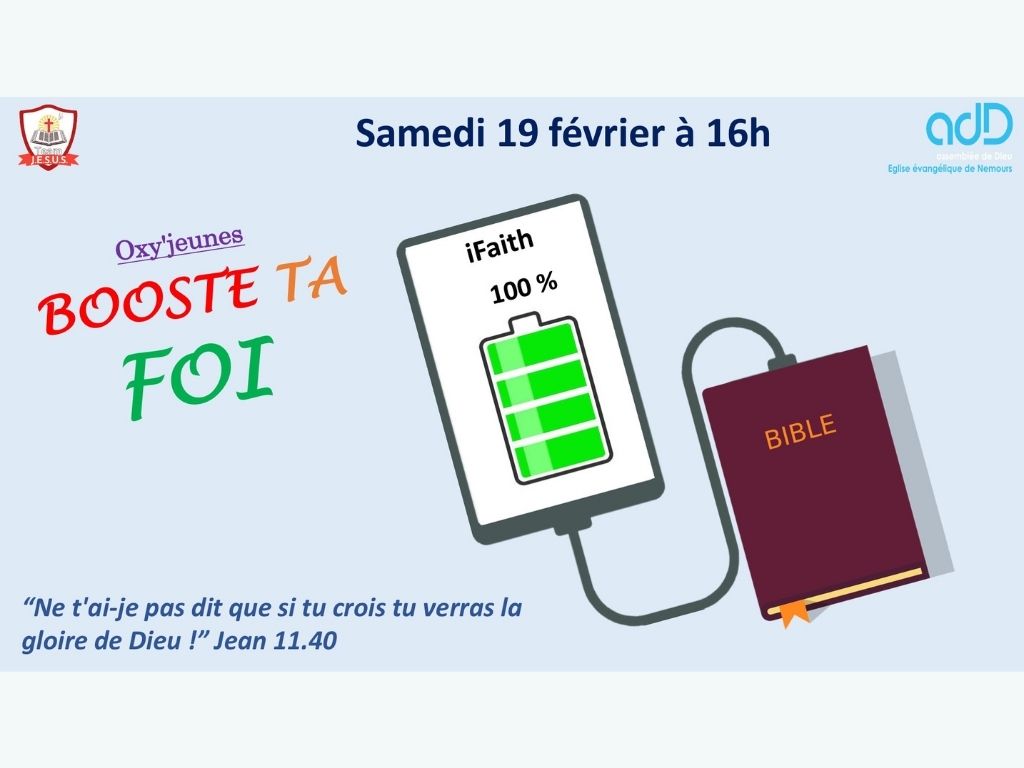 Samedi 19 février à 16h
Team
J.E.S.U.S.
adD
assemblée de Dieu
Eglise évangélique de Nemours
Oxy'jeunes
BOOSTE TA
FOI
iFaith
100 %
BIBLE
“Ne t'ai-je pas dit que si tu crois tu verras la
gloire de Dieu !” Jean 11.40